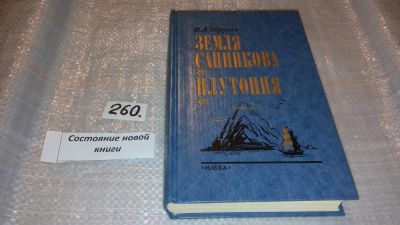 260.
Состояние новой
книги
В.А.Обручев
ЗЕМЛЯ
САННИКОВА
ПЛУТОНИЯ
«НАУКА»